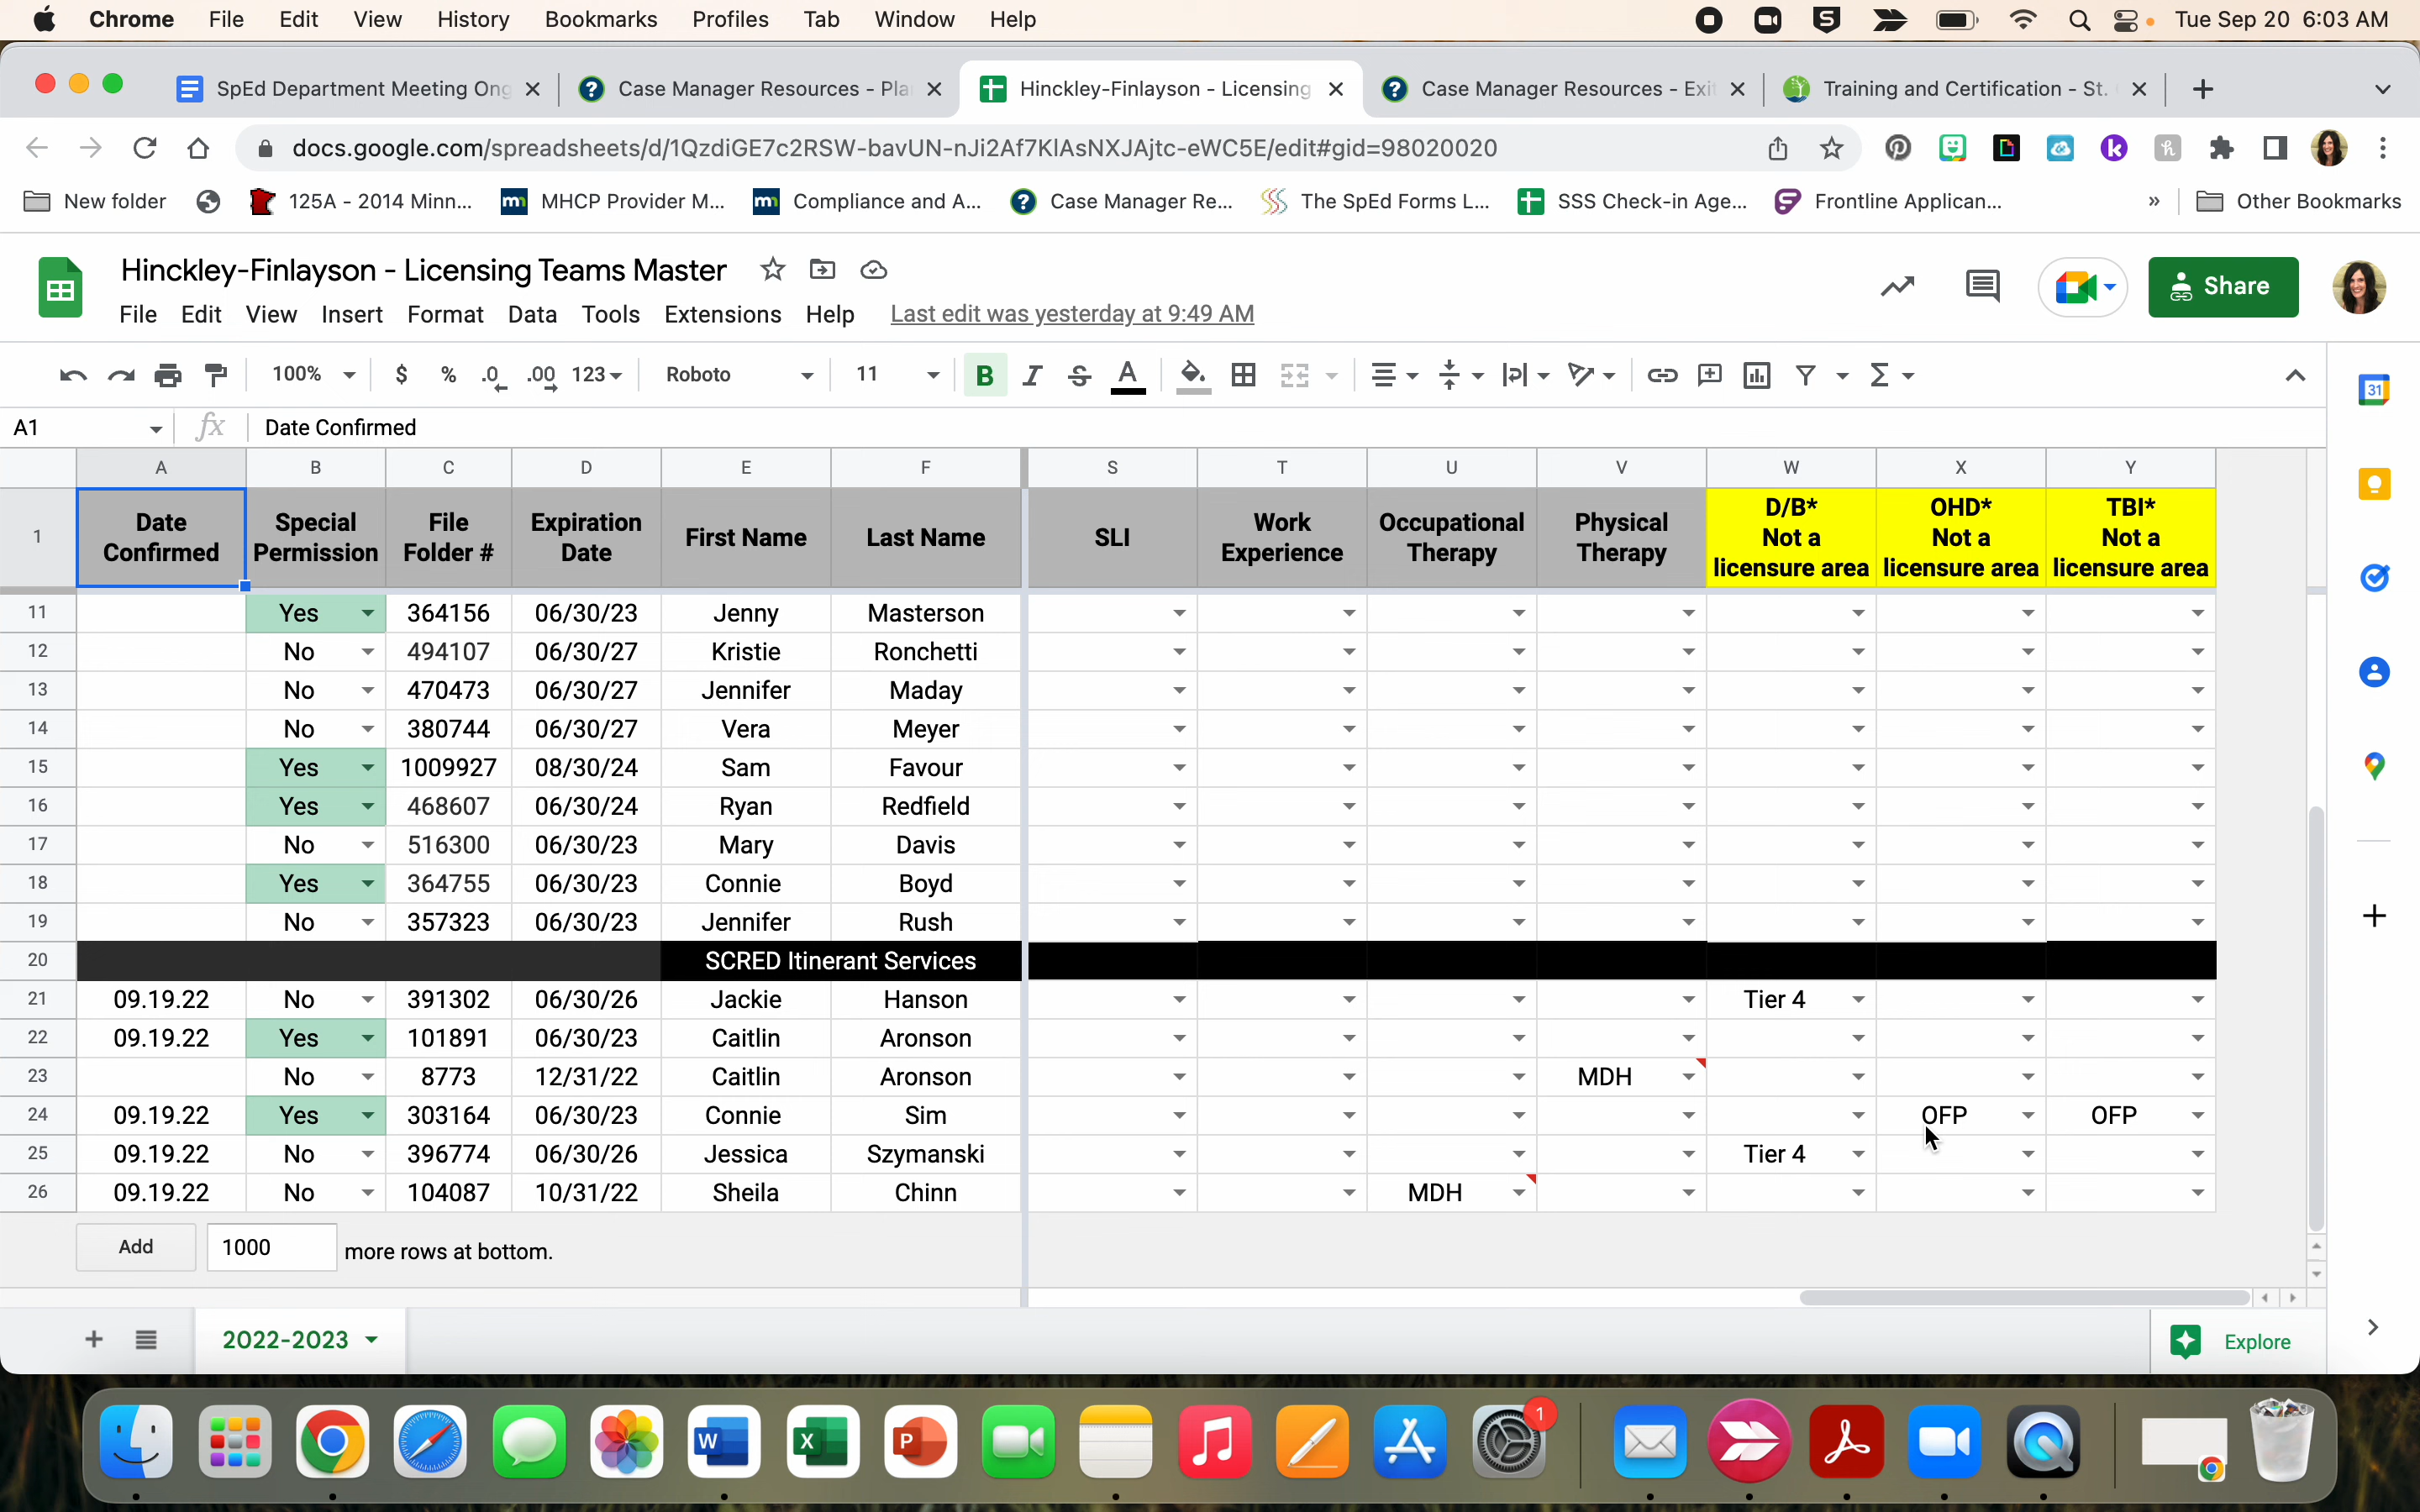 Chrome File Edit View History Bookmarks Profiles Tab Window Help Tue Sep 20 6:03 AM
SpEd Department Meeting Ong Case Manager Resources - Pla Hinckley-Finlayson - Licensing Case Manager Resources - Exi Training and Certification - St.
docs.google.com/spreadsheets/d/1QzdiGE7c2RSW-bavUN-nJi2Af7KlAsNXJAjtc-eWC5E/edit#gid=98020020
New folder 125A - 2014 Minn... MHCP Provider M... Compliance and A... Case Manager Re... The SpEd Forms L... SSS Check-in Age... Frontline Applican... » Other Bookmarks
Hinckley-Finlayson - Licensing Teams Master
Share
File Edit View Insert Format Data Tools Extensions Help Last edit was yesterday at 9:49 AM
100% $ % .0 .00 123 Roboto 11 B I S A
A1 fx Date Confirmed
A B C D E F S T U V W X Y
1 Date Confirmed Special Permission File Folder # Expiration Date First Name Last Name SLI Work Experience Occupational Therapy Physical Therapy D/B* Not a licensure area OHD* Not a licensure area TBI* Not a licensure area
11 Yes 364156 06/30/23 Jenny Masterson
12 No 494107 06/30/27 Kristie Ronchetti
13 No 470473 06/30/27 Jennifer Maday
14 No 380744 06/30/27 Vera Meyer
15 Yes 1009927 08/30/24 Sam Favour
16 Yes 468607 06/30/24 Ryan Redfield
17 No 516300 06/30/23 Mary Davis
18 Yes 364755 06/30/23 Connie Boyd
19 No 357323 06/30/23 Jennifer Rush
20 SCRED Itinerant Services
21 09.19.22 No 391302 06/30/26 Jackie Hanson Tier 4
22 09.19.22 Yes 101891 06/30/23 Caitlin Aronson
23 No 8773 12/31/22 Caitlin Aronson MDH
24 09.19.22 Yes 303164 06/30/23 Connie Sim OFP OFP
25 09.19.22 No 396774 06/30/26 Jessica Szymanski Tier 4
26 09.19.22 No 104087 10/31/22 Sheila Chinn MDH
Add 1000 more rows at bottom.
2022-2023 Explore
1